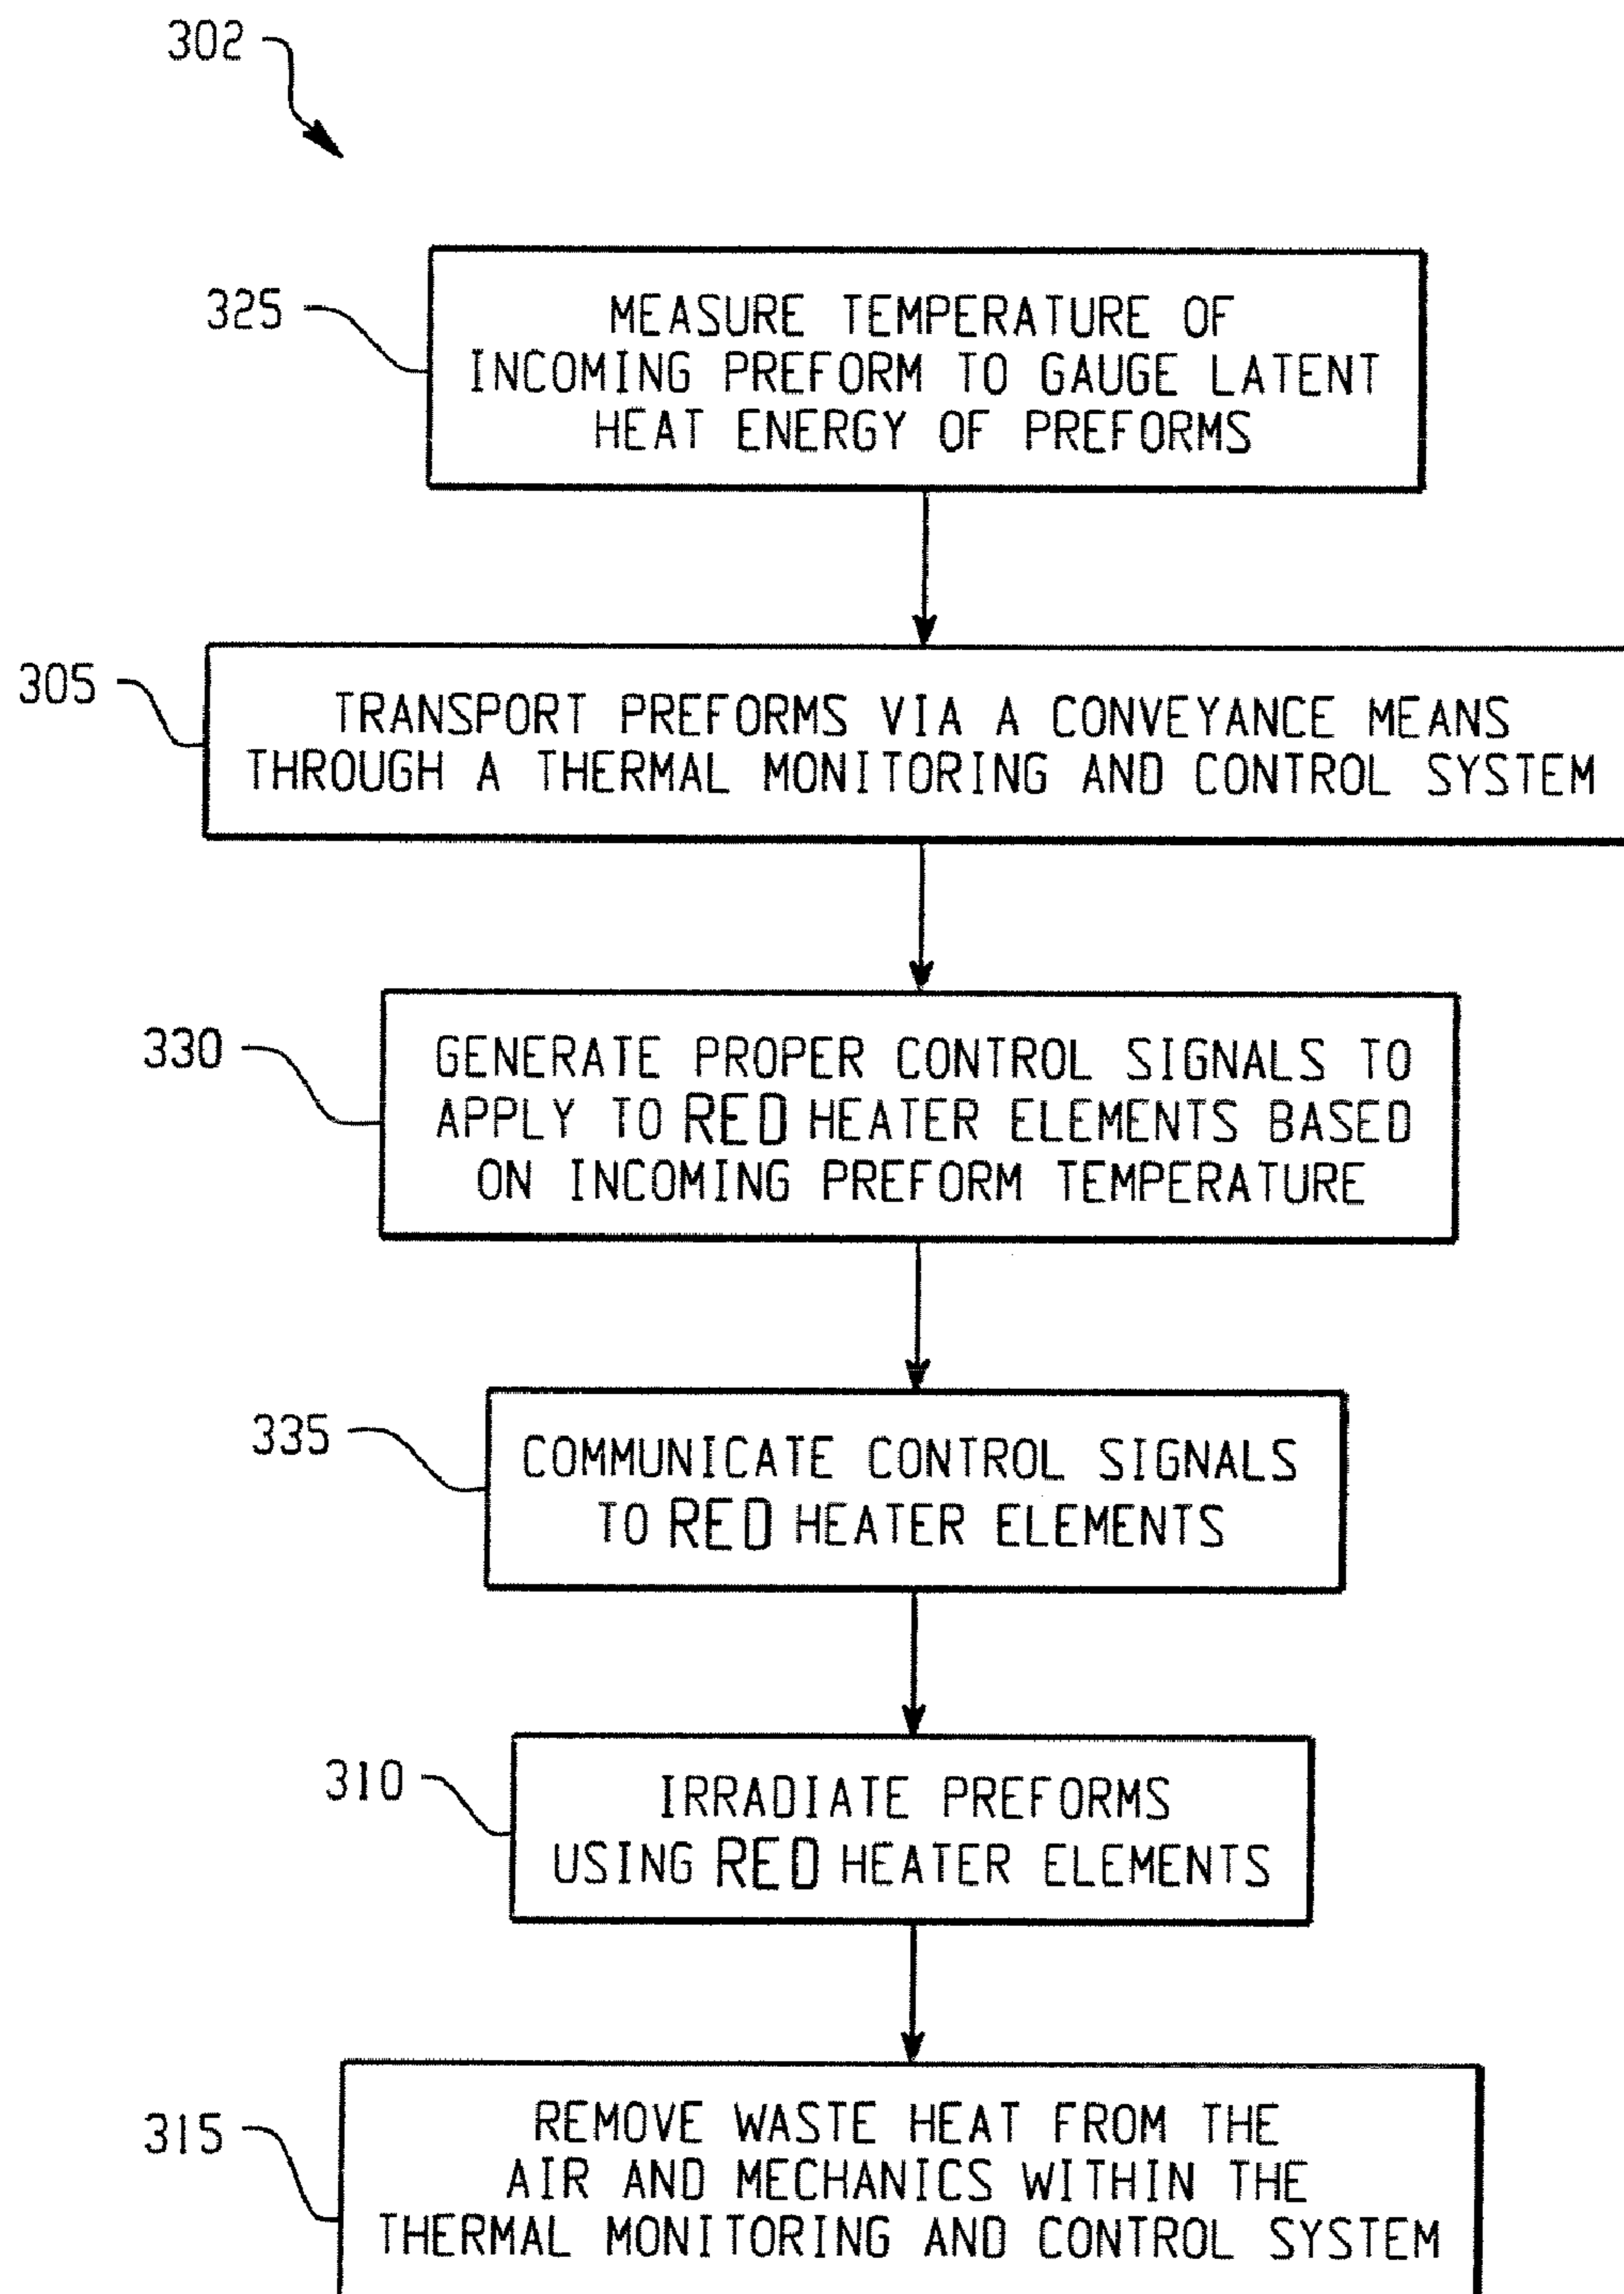 302
325
MEASURE TEMPERATURE OF
INCOMING PREFORM TO GAUGE LATENT
HEAT ENERGY OF PREFORMS
305
TRANSPORT PREFORMS VIA A CONVEYANCE MEANS
THROUGH A THERMAL MONITORING AND CONTROL SYSTEM
330
GENERATE PROPER CONTROL SIGNALS TO
APPLY TO RED HEATER ELEMENTS BASED
ON INCOMING PREFORM TEMPERATURE
335
COMMUNICATE CONTROL SIGNALS
TO RED HEATER ELEMENTS
310
IRRADIATE PREFORMS
USING RED HEATER ELEMENTS
315
REMOVE WASTE HEAT FROM THE
AIR AND MECHANICS WITHIN THE
THERMAL MONITORING AND CONTROL SYSTEM